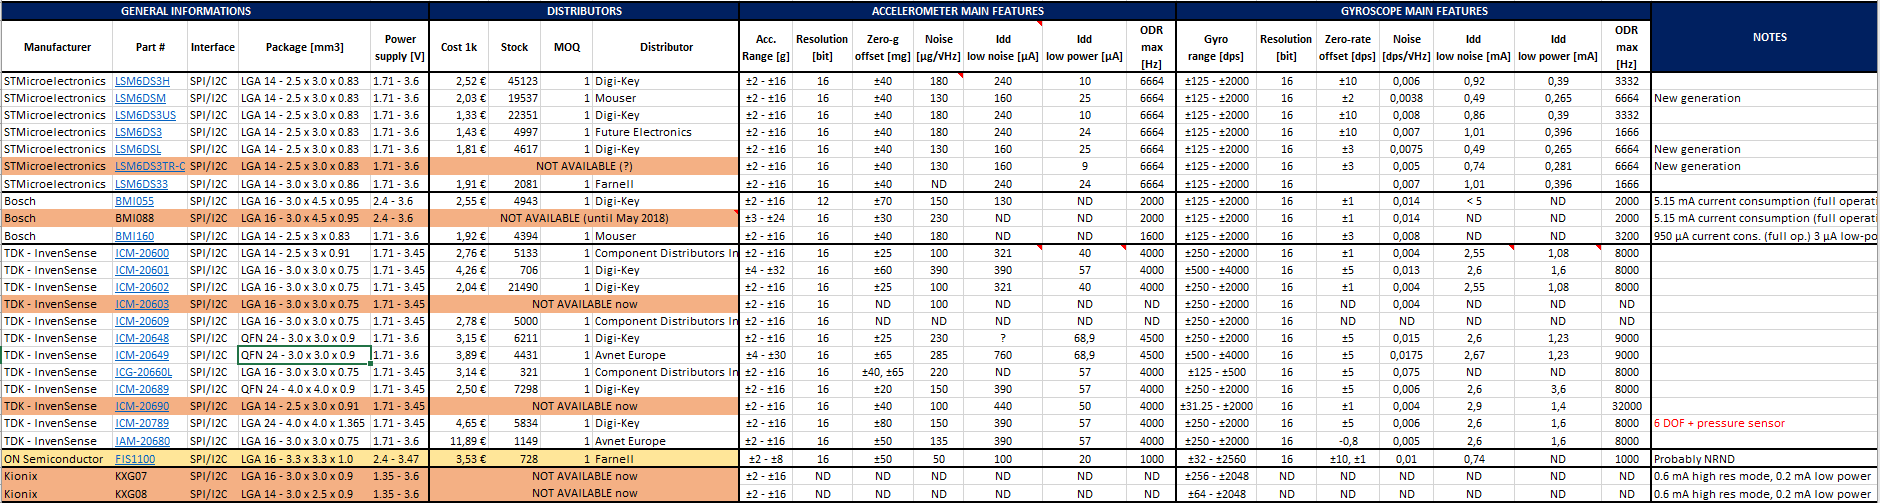 GENERAL INFORMATIONS DISTRIBUTORS ACCELEROMETER MAIN FEATURES GYROSCOPE MAIN FEATURES NOTES
Manufacturer Part # Interface Package [mm3] Power supply [V] Cost 1k Stock MOQ Distributor Acc. Range [g] Resolution [bit] Zero-g offset [mg] Noise [µg/√Hz] Idd low noise [µA] Idd low power [µA] ODR max [Hz] Gyro range [dps] Resolution [bit] Zero-rate offset [dps] Noise [dps/√Hz] Idd low noise [mA] Idd low power [mA] ODR max [Hz]
STMicroelectronics LSM6DS3H SPI/I2C LGA 14 - 2.5 x 3.0 x 0.83 1.71 - 3.6 2,52 € 45123 1 Digi-Key ±2 - ±16 16 ±40 180 240 10 6664 ±125 - ±2000 16 ±10 0,006 0,92 0,39 3332
STMicroelectronics LSM6DSM SPI/I2C LGA 14 - 2.5 x 3.0 x 0.83 1.71 - 3.6 2,03 € 19537 1 Mouser ±2 - ±16 16 ±40 130 160 25 6664 ±125 - ±2000 16 ±2 0,0038 0,49 0,265 6664 New generation
STMicroelectronics LSM6DS3US SPI/I2C LGA 14 - 2.5 x 3.0 x 0.83 1.71 - 3.6 1,33 € 22351 1 Digi-Key ±2 - ±16 16 ±40 180 240 10 6664 ±125 - ±2000 16 ±10 0,008 0,86 0,39 3332
STMicroelectronics LSM6DS3 SPI/I2C LGA 14 - 2.5 x 3.0 x 0.83 1.71 - 3.6 1,43 € 4997 1 Future Electronics ±2 - ±16 16 ±40 180 240 24 6664 ±125 - ±2000 16 ±10 0,007 1,01 0,396 1666
STMicroelectronics LSM6DSL SPI/I2C LGA 14 - 2.5 x 3.0 x 0.83 1.71 - 3.6 1,81 € 4617 1 Digi-Key ±2 - ±16 16 ±40 130 160 25 6664 ±125 - ±2000 16 ±3 0,0075 0,49 0,265 6664 New generation
STMicroelectronics LSM6DS3TR-C SPI/I2C LGA 14 - 2.5 x 3.0 x 0.83 1.71 - 3.6 NOT AVAILABLE (?) ±2 - ±16 16 ±40 130 160 9 6664 ±125 - ±2000 16 ±3 0,005 0,74 0,281 6664 New generation
STMicroelectronics LSM6DS33 SPI/I2C LGA 14 - 3.0 x 3.0 x 0.86 1.71 - 3.6 1,91 € 2081 1 Farnell ±2 - ±16 16 ±40 ND 240 24 6664 ±125 - ±2000 16 0,007 1,01 0,396 1666
Bosch BMI055 SPI/I2C LGA 16 - 3.0 x 4.5 x 0.95 2.4 - 3.6 2,55 € 4943 1 Digi-Key ±2 - ±16 12 ±70 150 130 ND 2000 ±125 - ±2000 16 ±1 0,014 < 5 ND 2000 5.15 mA current consumption (full operati
Bosch BMI088 SPI/I2C LGA 16 - 3.0 x 4.5 x 0.95 2.4 - 3.6 NOT AVAILABLE (until May 2018) ±3 - ±24 16 ±30 230 ND ND 2000 ±125 - ±2000 16 ±1 0,014 ND ND 2000 5.15 mA current consumption (full operati
Bosch BMI160 SPI/I2C LGA 14 - 2.5 x 3 x 0.83 1.71 - 3.6 1,92 € 4394 1 Mouser ±2 - ±16 16 ±40 180 ND ND 1600 ±125 - ±2000 16 ±3 0,008 ND ND 3200 950 µA current cons. (full op.) 3 µA low-po
TDK - InvenSense ICM-20600 SPI/I2C LGA 14 - 2.5 x 3 x 0.91 1.71 - 3.45 2,76 € 5133 1 Component Distributors In ±2 - ±16 16 ±25 100 321 40 4000 ±250 - ±2000 16 ±1 0,004 2,55 1,08 8000
TDK - InvenSense ICM-20601 SPI/I2C LGA 16 - 3.0 x 3.0 x 0.75 1.71 - 3.45 4,26 € 706 1 Digi-Key ±4 - ±32 16 ±60 390 390 57 4000 ±500 - ±4000 16 ±5 0,013 2,6 1,6 8000
TDK - InvenSense ICM-20602 SPI/I2C LGA 16 - 3.0 x 3.0 x 0.75 1.71 - 3.45 2,04 € 21490 1 Digi-Key ±2 - ±16 16 ±25 100 321 40 4000 ±250 - ±2000 16 ±1 0,004 2,55 1,08 8000
TDK - InvenSense ICM-20603 SPI/I2C LGA 16 - 3.0 x 3.0 x 0.75 1.71 - 3.45 NOT AVAILABLE now ±2 - ±16 16 ND 100 ND ND ND ±250 - ±2000 16 ND 0,004 ND ND ND
TDK - InvenSense ICM-20609 SPI/I2C LGA 16 - 3.0 x 3.0 x 0.75 1.71 - 3.45 2,78 € 5000 1 Component Distributors In ±2 - ±16 16 ND ND ND ND ND ±250 - ±2000 16 ND ND ND ND ND
TDK - InvenSense ICM-20648 SPI/I2C QFN 24 - 3.0 x 3.0 x 0.9 1.71 - 3.6 3,15 € 6211 1 Digi-Key ±2 - ±16 16 ±25 230 ? 68,9 4500 ±250 - ±2000 16 ±5 0,015 2,6 1,23 9000
TDK - InvenSense ICM-20649 SPI/I2C QFN 24 - 3.0 x 3.0 x 0.9 1.71 - 3.6 3,89 € 4431 1 Avnet Europe ±4 - ±30 16 ±65 285 760 68,9 4500 ±500 - ±4000 16 ±5 0,0175 2,67 1,23 9000
TDK - InvenSense ICG-20660L SPI/I2C LGA 16 - 3.0 x 3.0 x 0.75 1.71 - 3.45 3,14 € 321 1 Component Distributors In ±2 - ±16 16 ±40, ±65 220 ND 57 4000 ±125 - ±500 16 ±5 0,075 ND ND 8000
TDK - InvenSense ICM-20689 SPI/I2C QFN 24 - 4.0 x 4.0 x 0.9 1.71 - 3.45 2,50 € 7298 1 Digi-Key ±2 - ±16 16 ±20 150 390 57 4000 ±250 - ±2000 16 ±5 0,006 2,6 3,6 8000
TDK - InvenSense ICM-20690 SPI/I2C LGA 14 - 2.5 x 3.0 x 0.91 1.71 - 3.45 NOT AVAILABLE now ±2 - ±16 16 ±40 100 440 50 4000 ±31.25 - ±2000 16 ±1 0,004 2,9 1,4 32000
TDK - InvenSense ICM-20789 SPI/I2C LGA 24 - 4.0 x 4.0 x 1.365 1.71 - 3.45 4,65 € 5834 1 Digi-Key ±2 - ±16 16 ±80 150 390 57 4000 ±250 - ±2000 16 ±5 0,006 2,6 1,6 8000 6 DOF + pressure sensor
TDK - InvenSense IAM-20680 SPI/I2C LGA 16 - 3.0 x 3.0 x 0.75 1.71 - 3.6 11,89 € 1149 1 Avnet Europe ±2 - ±16 16 ±50 135 390 57 4000 ±250 - ±2000 16 -0,8 0,005 2,6 1,6 8000
ON Semiconductor FIS1100 SPI/I2C LGA 16 - 3.3 x 3.3 x 1.0 2.4 - 3.47 3,53 € 728 1 Farnell ±2 - ±8 16 ±50 50 100 20 1000 ±32 - ±2560 16 ±10, ±1 0,01 0,74 ND 1000 Probably NRND
Kionix KXG07 SPI/I2C LGA 16 - 3.0 x 3.0 x 0.9 1.35 - 3.6 NOT AVAILABLE now ±2 - ±16 ND ND ND ND ND ND ±256 - ±2048 ND ND ND ND ND ND 0.6 mA high res mode, 0.2 mA low power
Kionix KXG08 SPI/I2C LGA 14 - 3.0 x 2.5 x 0.9 1.35 - 3.6 NOT AVAILABLE now ±2 - ±16 ND ND ND ND ND ND ±64 - ±2048 ND ND ND ND ND ND 0.6 mA high res mode, 0.2 mA low power